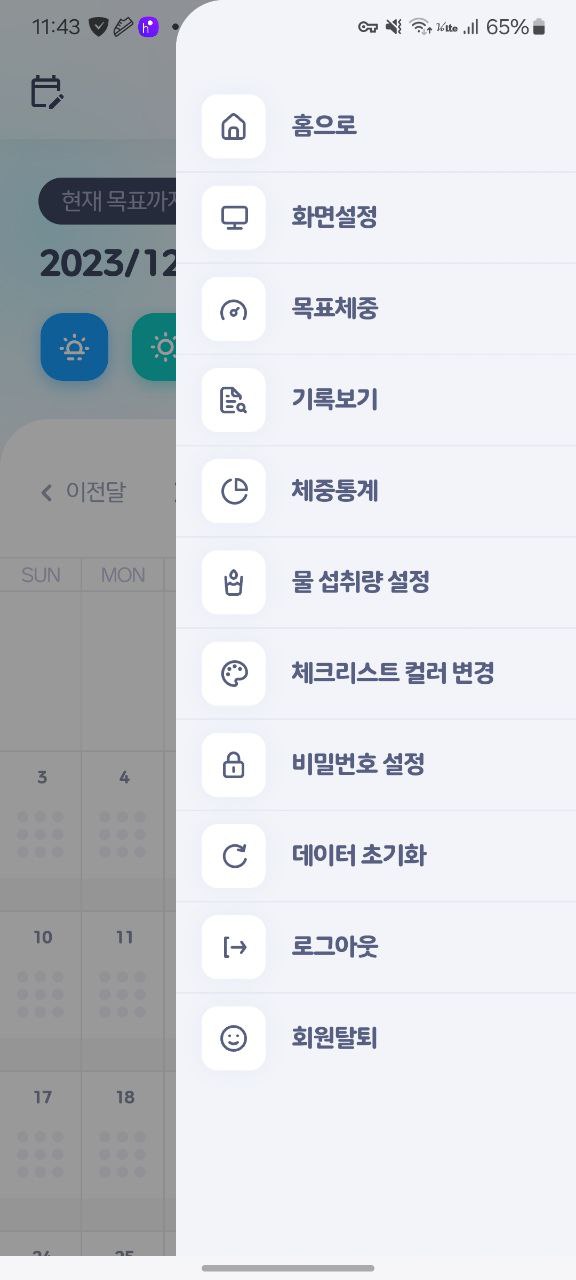 11:43
65%
현재 목표까지
2023/12
이전달
SUN MON
3 4
10 11
17 18
24 25
홈으로
화면설정
목표체중
기록보기
체중통계
물 섭취량 설정
체크리스트 컬러 변경
비밀번호 설정
데이터 초기화
로그아웃
회원탈퇴